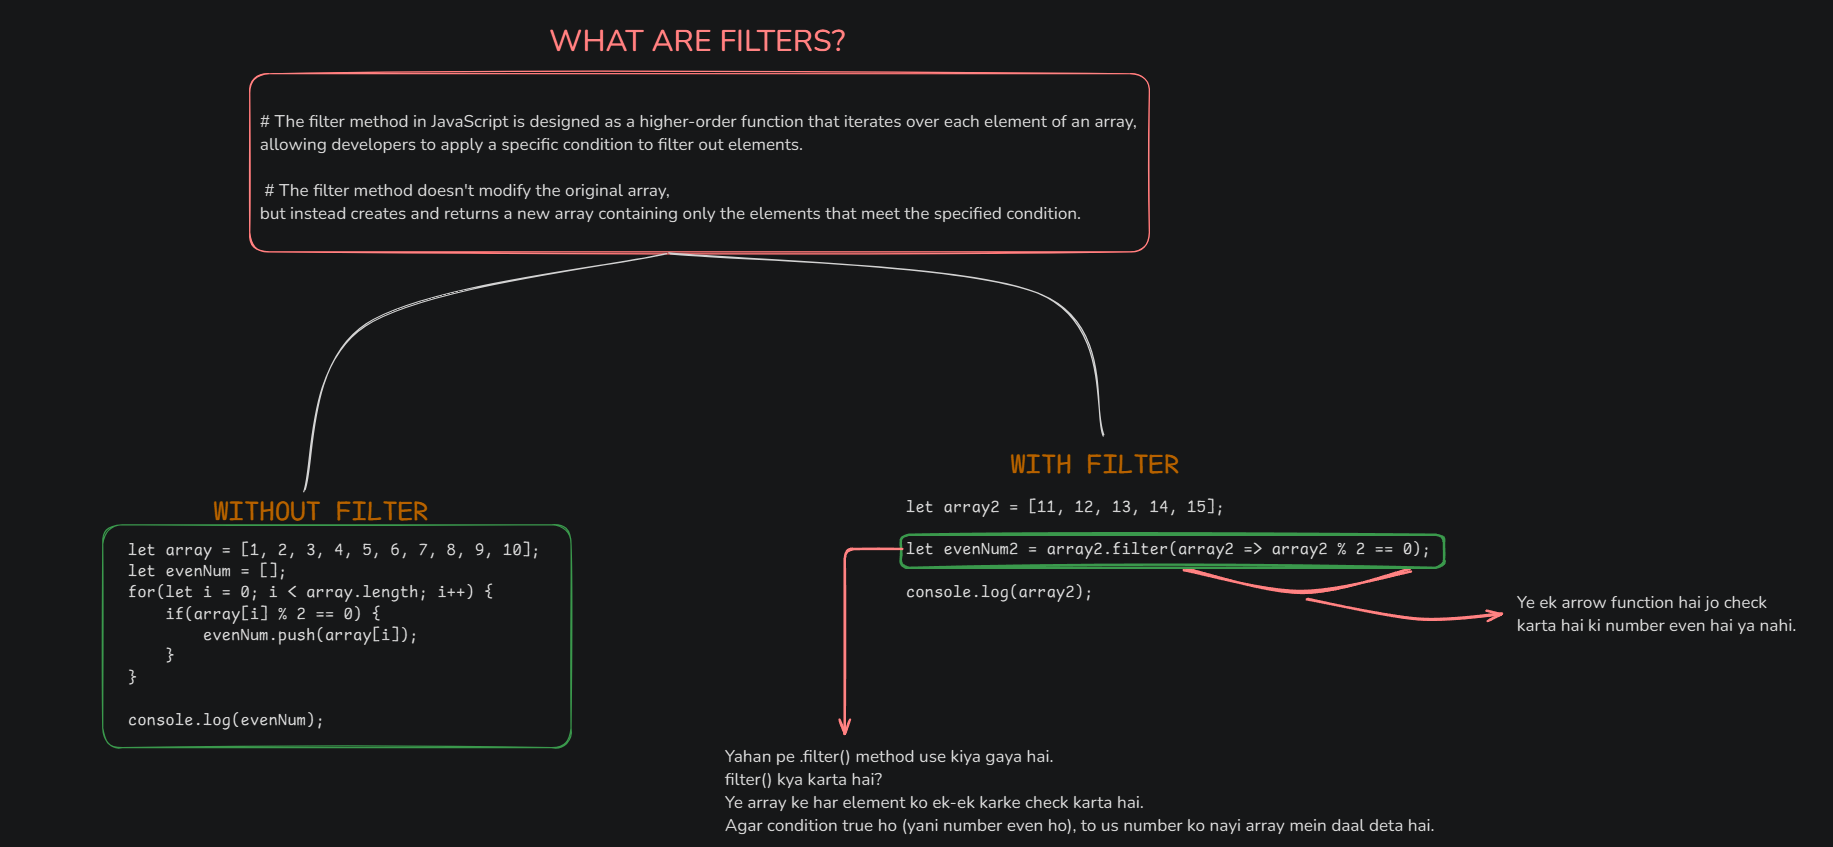 WHAT ARE FILTERS?
# The filter method in JavaScript is designed as a higher-order function that iterates over each element of an array,
allowing developers to apply a specific condition to filter out elements.
# The filter method doesn't modify the original array,
but instead creates and returns a new array containing only the elements that meet the specified condition.
WITHOUT FILTER
let array = [1, 2, 3, 4, 5, 6, 7, 8, 9, 10];
let evenNum = [];
for(let i = 0; i < array.length; i++) {
    if(array[i] % 2 == 0) {
        evenNum.push(array[i]);
    }
}
console.log(evenNum);
WITH FILTER
let array2 = [11, 12, 13, 14, 15];
let evenNum2 = array2.filter(array2 => array2 % 2 == 0);
console.log(array2);
Ye ek arrow function hai jo check
karta hai ki number even hai ya nahi.
Yahan pe .filter() method use kiya gaya hai.
filter() kya karta hai?
Ye array ke har element ko ek-ek karke check karta hai.
Agar condition true ho (yani number even ho), to us number ko nayi array mein daal deta hai.